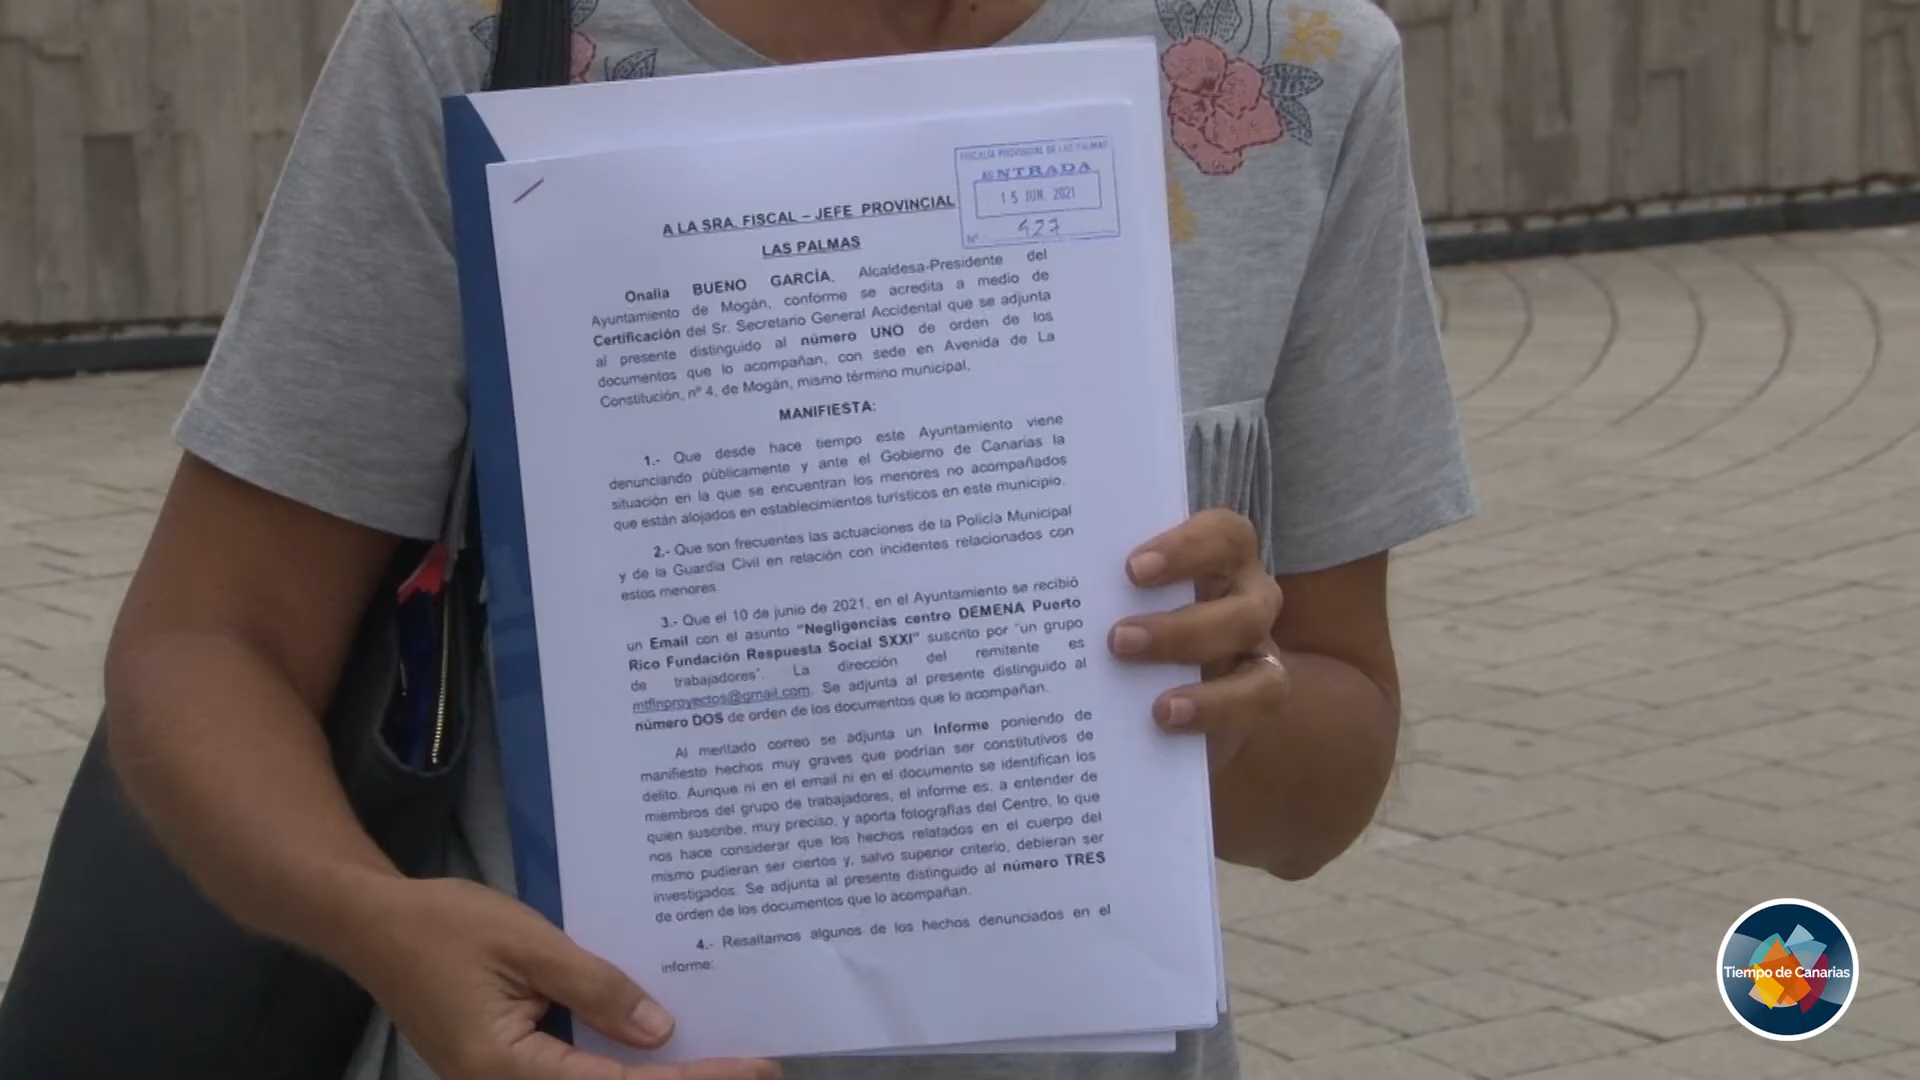 FISCALIA PROVINCIAL DE LAS PALMAS
ENTRADA
15 JUN. 2021
Nº 427
A LA SRA. FISCAL – JEFE PROVINCIAL
LAS PALMAS
Onalia BUENO GARCÍA, Alcaldesa-Presidente del
Ayuntamiento de Mogán, conforme se acredita a medio de
Certificación del Sr. Secretario General Accidental que se adjunta
al presente distinguido al número UNO de orden de los
documentos que lo acompañan, con sede en Avenida de La
Constitución, nº 4, de Mogán, mismo término municipal,
MANIFIESTA:
1.- Que desde hace tiempo este Ayuntamiento viene
denunciando públicamente y ante el Gobierno de Canarias la
situación en la que se encuentran los menores no acompañados
que están alojados en establecimientos turísticos en este municipio.
2.- Que son frecuentes las actuaciones de la Policía Municipal
y de la Guardia Civil en relación con incidentes relacionados con
estos menores.
3.- Que el 10 de junio de 2021, en el Ayuntamiento se recibió
un Email con el asunto "Negligencias centro DEMENA Puerto
Rico Fundación Respuesta Social SXXI" suscrito por "un grupo
de trabajadores". La dirección del remitente es
mtfinproyectos@gmail.com. Se adjunta al presente distinguido al
número DOS de orden de los documentos que lo acompañan.
Al mentado correo se adjunta un Informe poniendo de
manifiesto hechos muy graves que podrían ser constitutivos de
delito. Aunque ni en el email ni en el documento se identifican los
miembros del grupo de trabajadores, el informe es, a entender de
quien suscribe, muy preciso, y aporta fotografías del Centro, lo que
nos hace considerar que los hechos relatados en el cuerpo del
mismo pudieran ser ciertos y, salvo superior criterio, debieran ser
investigados. Se adjunta al presente distinguido al número TRES
de orden de los documentos que lo acompañan.
4.- Resaltamos algunos de los hechos denunciados en el
informe:
Tiempo de Canarias